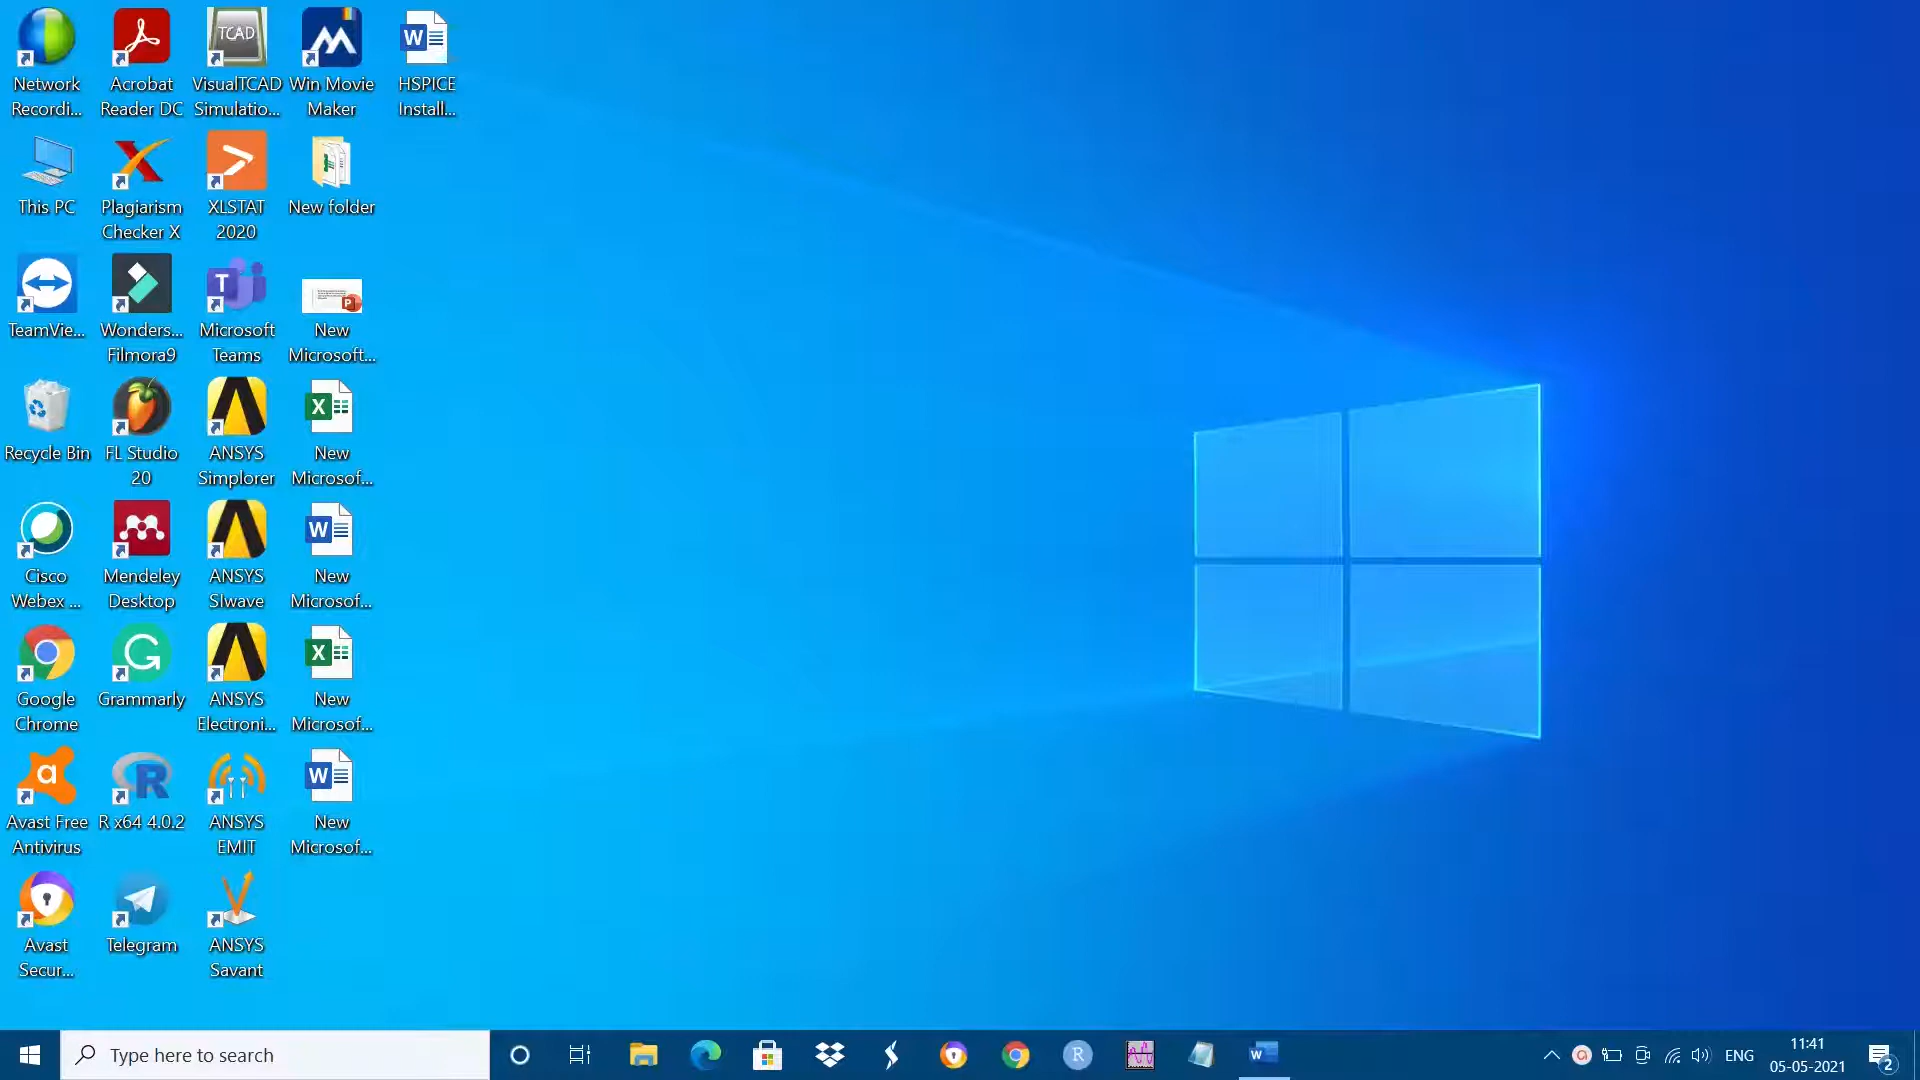 Network
Recordi...
Acrobat
Reader DC
TCAD
VisualTCAD
Simulatio...
Win Movie
Maker
W
HSPICE
Install...
This PC
Plagiarism
Checker X
XLSTAT
2020
New folder
TeamVie...
Wonders...
Filmora9
T
Microsoft
Teams
P
New
Microsoft...
Recycle Bin
FL Studio
20
ANSYS
Simplorer
X
New
Microsof...
Cisco
Webex ...
Mendeley
Desktop
ANSYS
SIwave
W
New
Microsof...
Google
Chrome
G
Grammarly
ANSYS
Electroni...
X
New
Microsof...
a
Avast Free
Antivirus
R
R x64 4.0.2
ANSYS
EMIT
W
New
Microsof...
Avast
Secur...
Telegram
ANSYS
Savant
Type here to search
R
W
ENG
11:41
05-05-2021
2